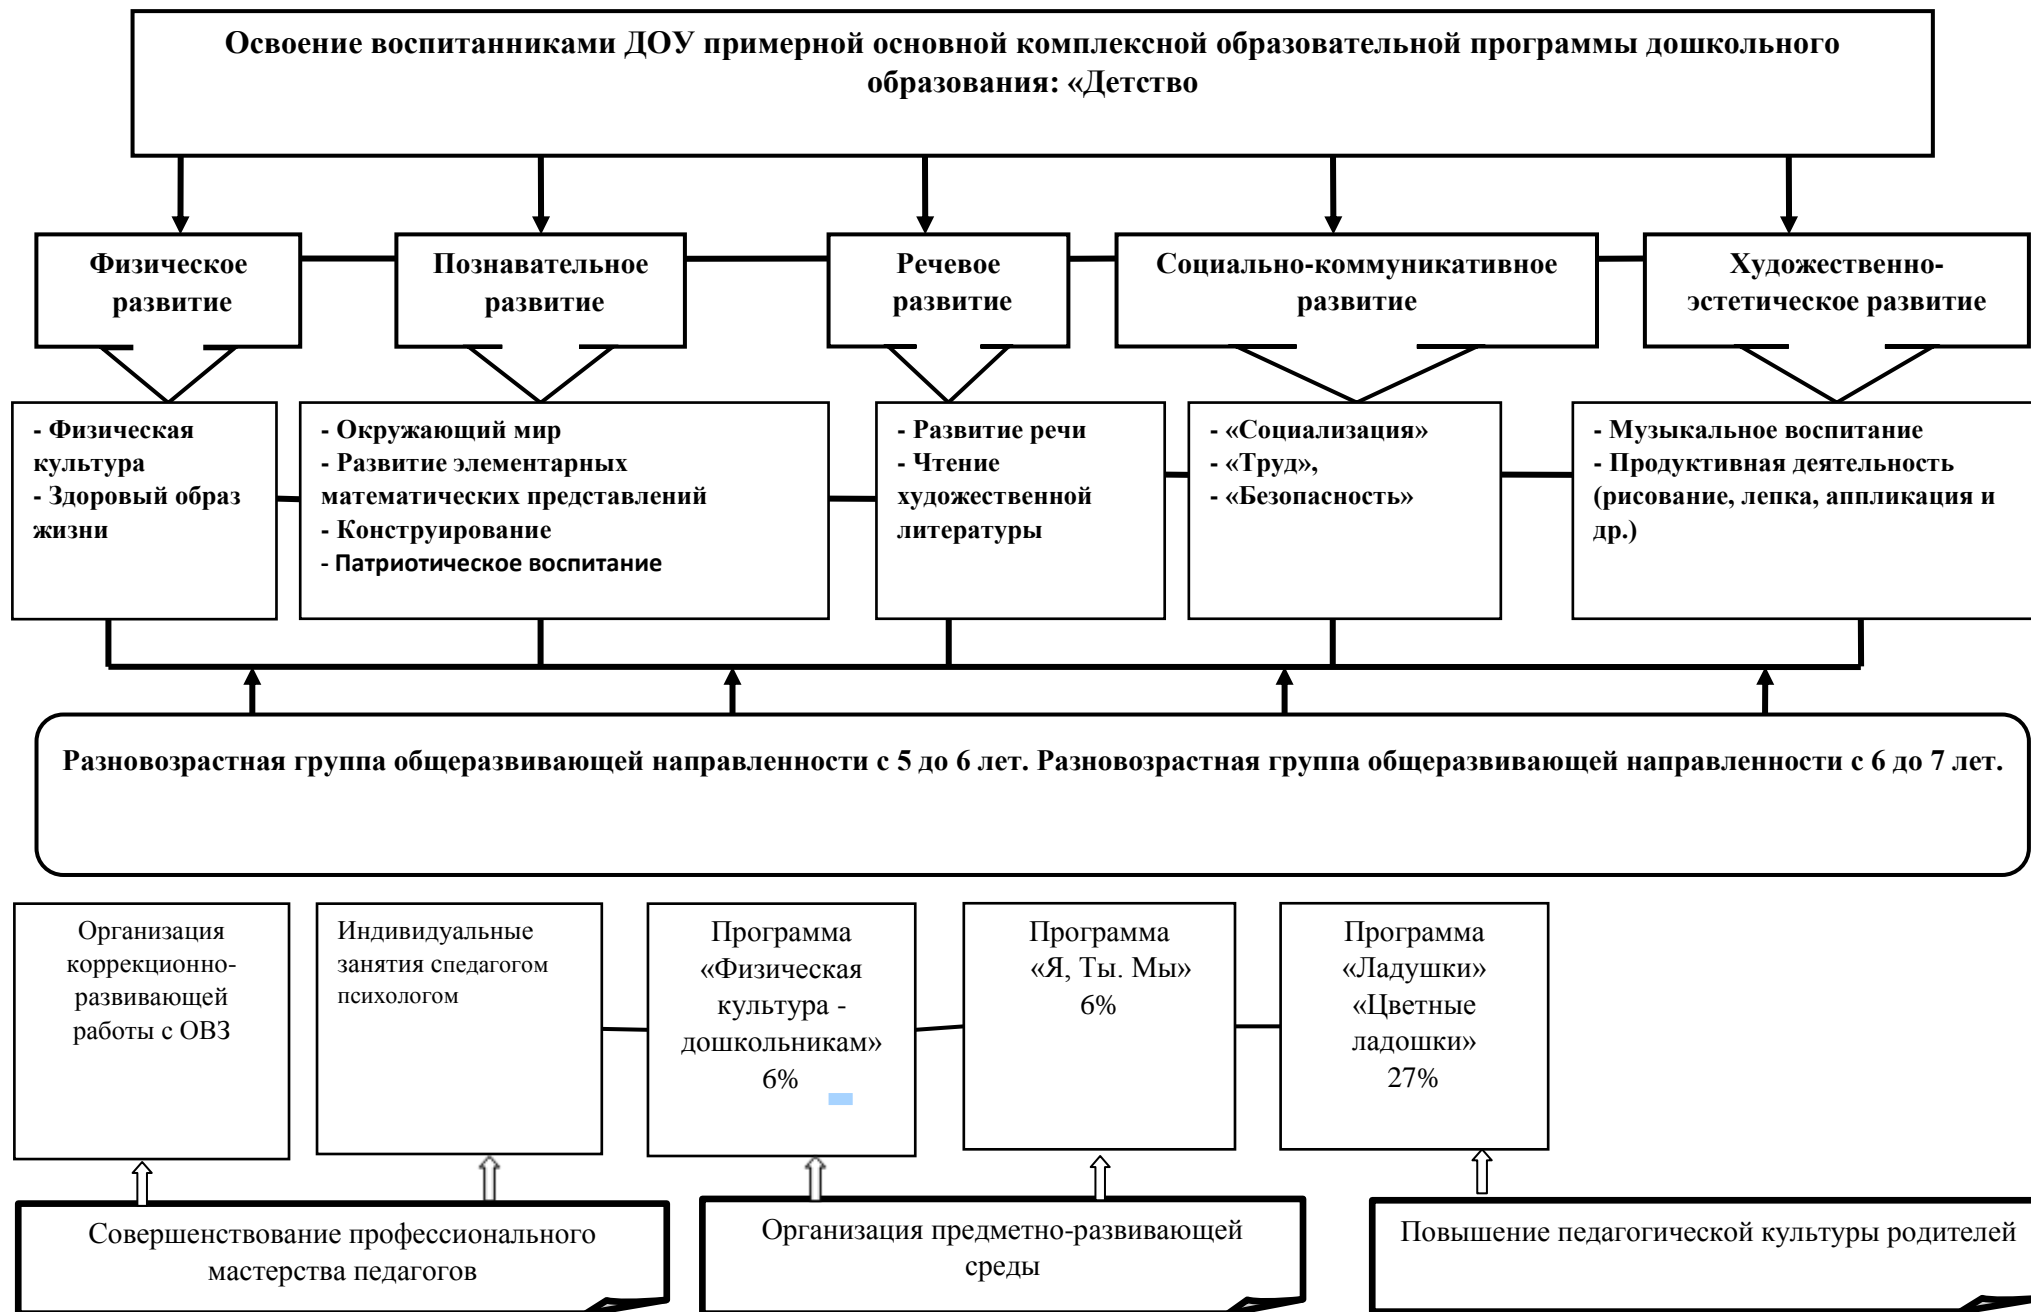 Освоение воспитанниками ДОУ примерной основной комплексной образовательной программы дошкольного
образования: «Детство
Физическое
развитие
Познавательное
развитие
Речевое
развитие
Социально-коммуникативное
развитие
Художественно-
эстетическое развитие
- Физическая
культура
- Здоровый образ
жизни
- Окружающий мир
- Развитие элементарных
математических представлений
- Конструирование
- Патриотическое воспитание
- Развитие речи
- Чтение
художественной
литературы
- «Социализация»
- «Труд»,
- «Безопасность»
- Музыкальное воспитание
- Продуктивная деятельность
(рисование, лепка, аппликация и
др.)
Разновозрастная группа общеразвивающей направленности с 5 до 6 лет. Разновозрастная группа общеразвивающей направленности с 6 до 7 лет.
Организация
коррекционно-
развивающей
работы с ОВЗ
Индивидуальные
занятия спедагогом
психологом
Программа
«Физическая
культура -
дошкольникам»
6%
Программа
«Я, Ты. Мы»
6%
Программа
«Ладушки»
«Цветные
ладошки»
27%
Совершенствование профессионального
мастерства педагогов
Организация предметно-развивающей
среды
Повышение педагогической культуры родителей